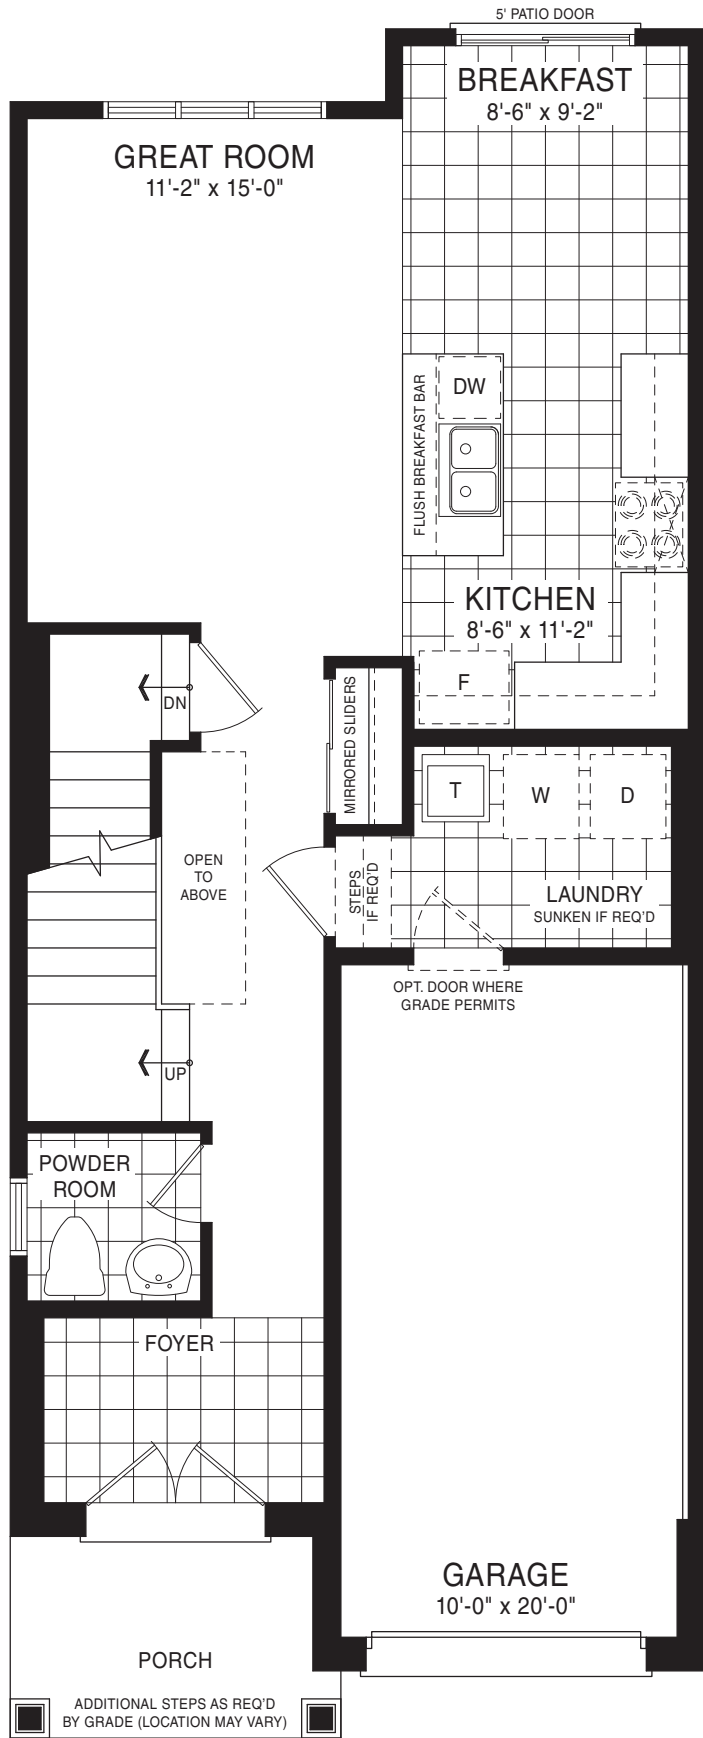 5' PATIO DOOR
BREAKFAST
8'-6" x 9'-2"
GREAT ROOM
11'-2" x 15'-0"
DW
FLUSH BREAKFAST BAR
KITCHEN
8'-6" x 11'-2"
F
DN
MIRRORED SLIDERS
T
W
D
OPEN
TO
ABOVE
STEPS
IF REQ'D
LAUNDRY
SUNKEN IF REQ'D
OPT. DOOR WHERE
GRADE PERMITS
UP
POWDER
ROOM
FOYER
GARAGE
10'-0" x 20'-0"
PORCH
ADDITIONAL STEPS AS REQ'D
BY GRADE (LOCATION MAY VARY)